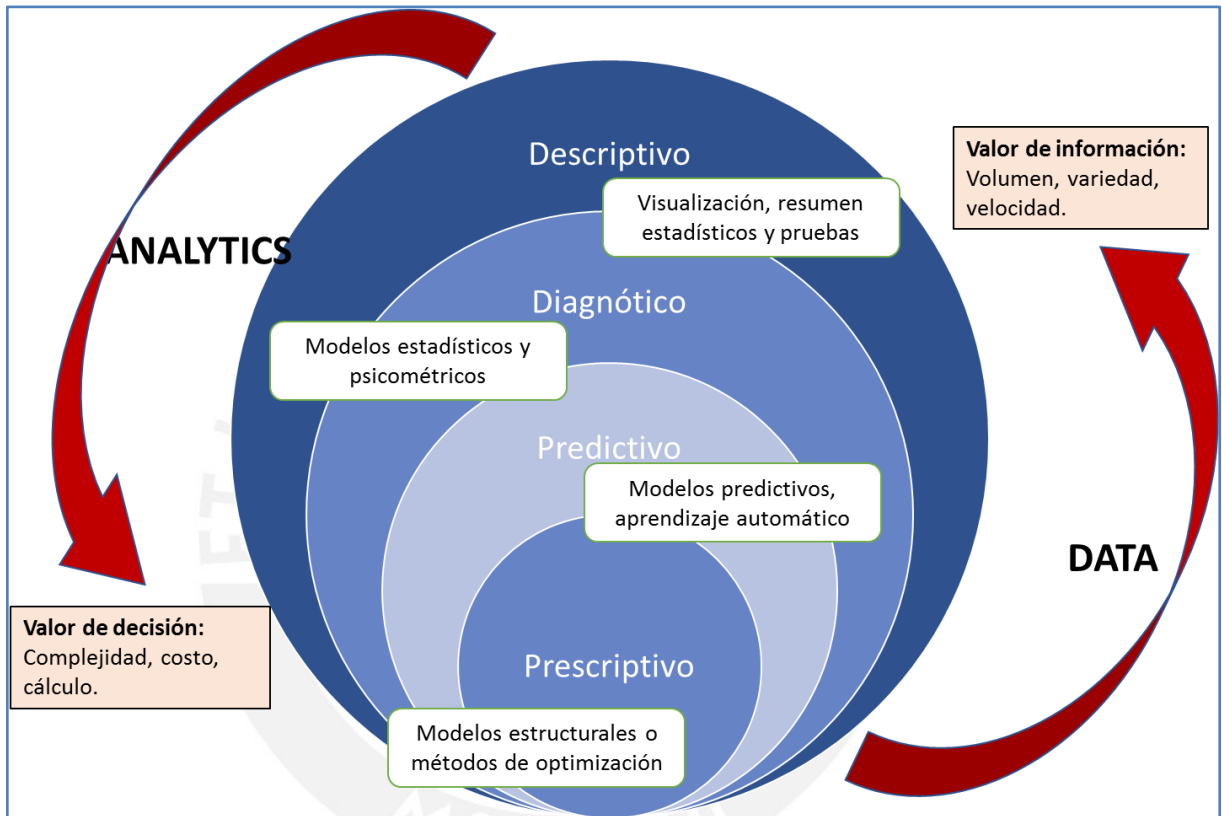 Descriptivo
Visualización, resumen
estadísticos y pruebas
Valor de información:
Volumen, variedad,
velocidad.
ANALYTICS
Diagnótico
Modelos estadísticos y
psicométricos
Predictivo
Modelos predictivos,
aprendizaje automático
DATA
Valor de decisión:
Complejidad, costo,
cálculo.
Prescriptivo
Modelos estructurales o
métodos de optimización